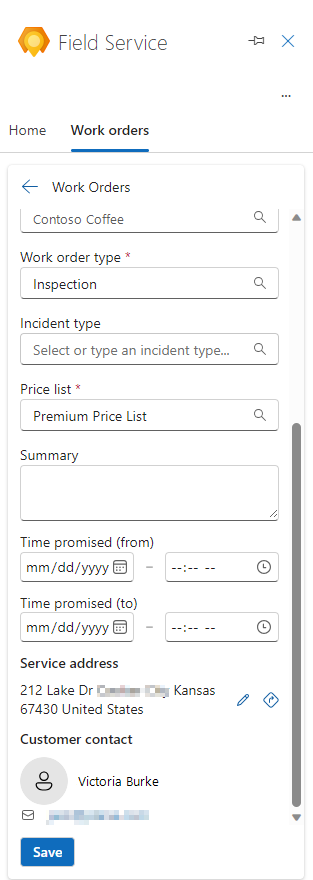 Field Service
...
Home Work orders
Work Orders
Contoso Coffee
Work order type *
Inspection
Incident type
Select or type an incident type...
Price list *
Premium Price List
Summary
Time promised (from)
mm/dd/yyyy – --:-- --
Time promised (to)
mm/dd/yyyy – --:-- --
Service address
212 Lake Dr Kansas
67430 United States
Customer contact
Victoria Burke
Save